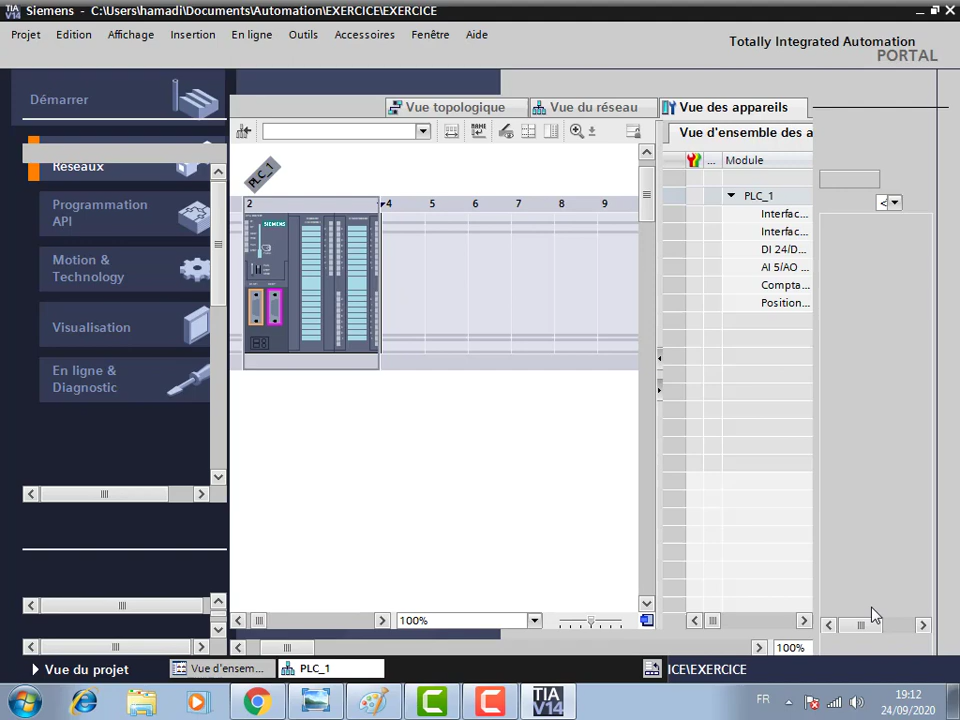 TIA V14 Siemens - C:\Users\hamadi\Documents\Automation\EXERCICE\EXERCICE
Projet Edition Affichage Insertion En ligne Outils Accessoires Fenêtre Aide
Totally Integrated Automation
PORTAL
Démarrer
Réseaux
Programmation
API
Motion &
Technology
Visualisation
En ligne &
Diagnostic
Vue topologique Vue du réseau Vue des appareils
Vue d'ensemble des a
... Module
PLC_1
2 4 5 6 7 8 9
SIEMENS
PLC_1
Interfac...
Interfac...
DI 24/D...
AI 5/AO ...
Compta...
Position...
<
100%
100%
Vue du projet
Vue d'ensem...
PLC_1
ICE\EXERCICE
TIA
V14
FR
19:12
24/09/2020